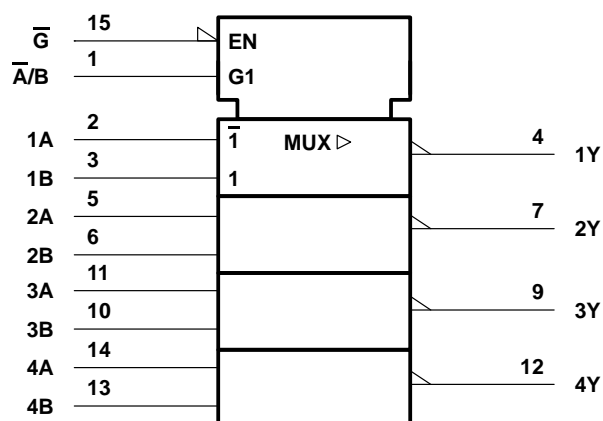 G̅ 15 EN
A̅/B 1 G1
1A 2 1̅ MUX ▷ 4 1Y
1B 3 1
2A 5 7 2Y
2B 6
3A 11 9 3Y
3B 10
4A 14 12 4Y
4B 13